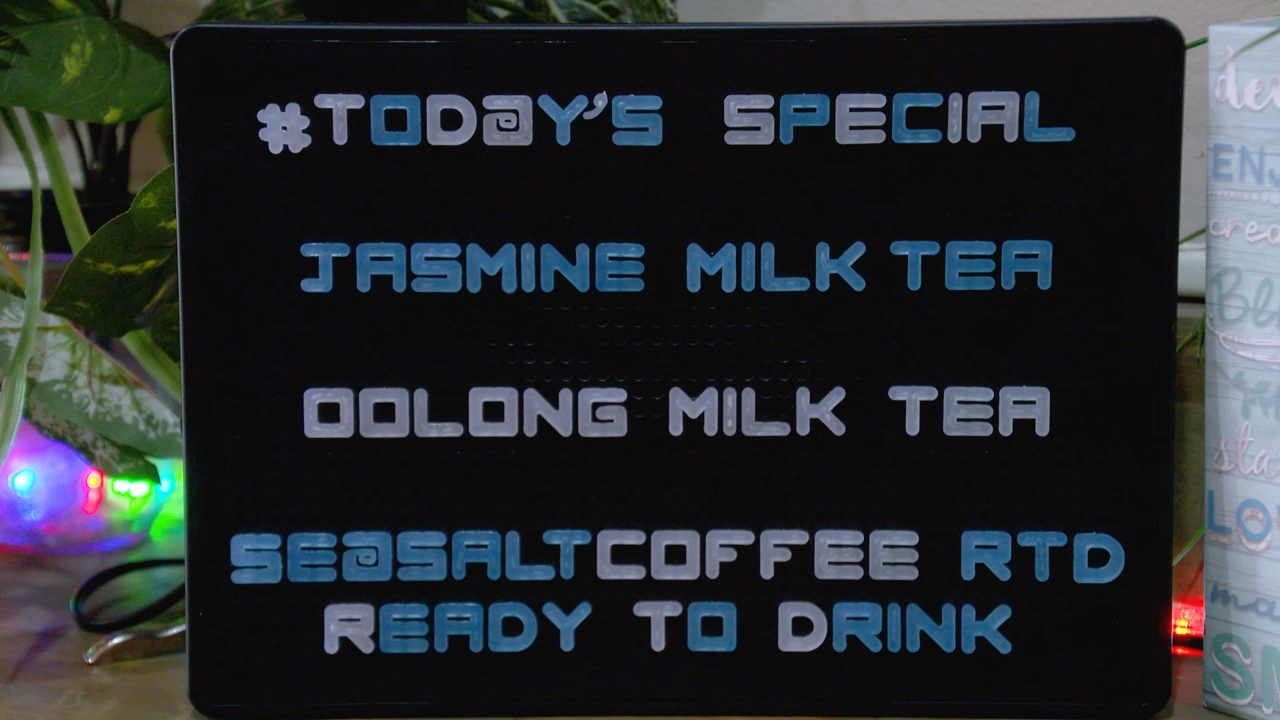 #TODaY'S SPECIAL
JASMINE MILK TEA
OOLONG MILK TEA
SEaSALTCOFFEE RTD
READY TO DRINK